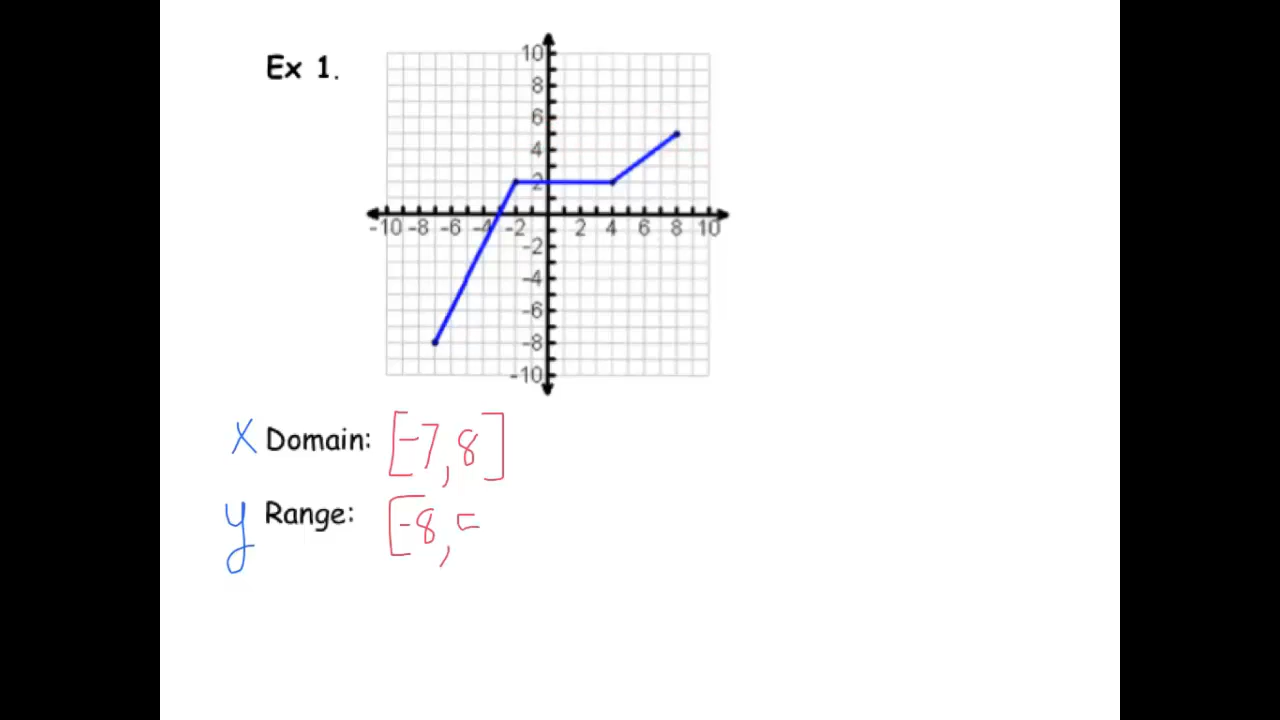 Ex 1.
10
8
6
4
2
-10 -8 -6 -4 -2 2 4 6 8 10
-2
-4
-6
-8
-10
x Domain: [-7, 8]
y Range: [-8,